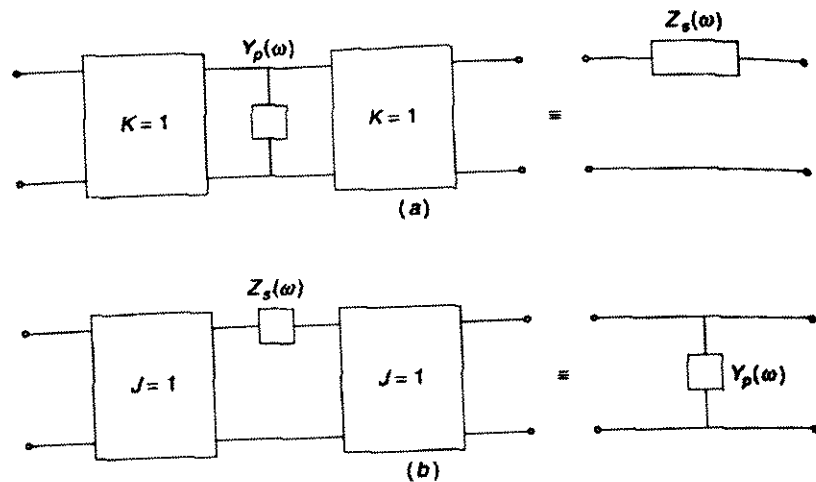 Z_s(ω)
Y_p(ω)
K = 1
K = 1
≡
(a)
Z_s(ω)
J = 1
J = 1
≡
Y_p(ω)
(b)